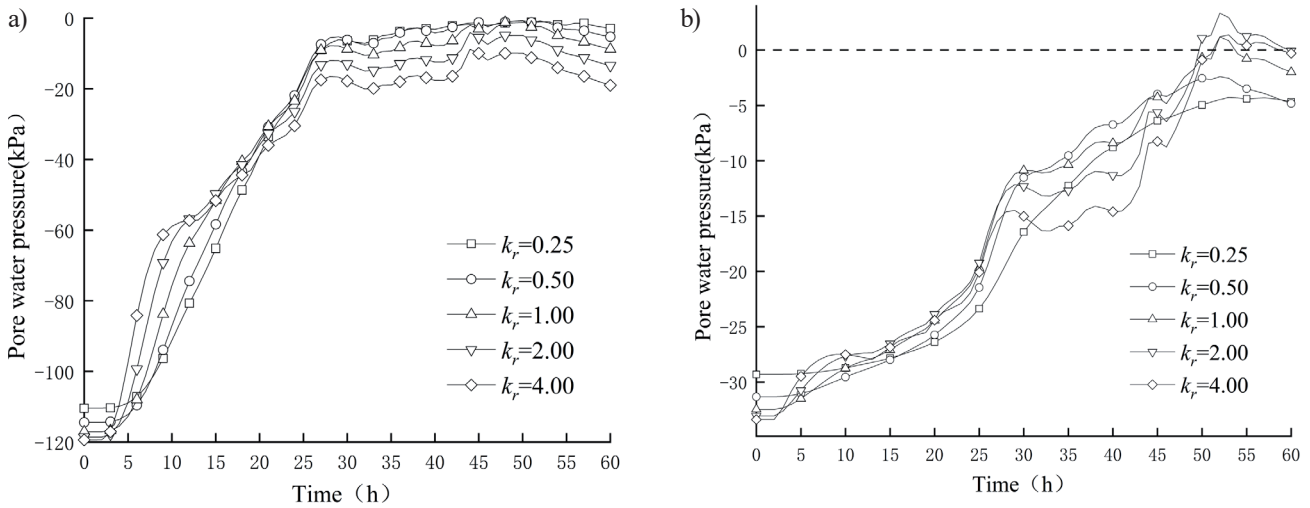 a)
Pore water pressure(kPa)
0
-20
-40
-60
-80
-100
-120
0 5 10 15 20 25 30 35 40 45 50 55 60
Time（h）
kr=0.25
kr=0.50
kr=1.00
kr=2.00
kr=4.00
b)
Pore water pressure(kPa)
0
-5
-10
-15
-20
-25
-30
0 5 10 15 20 25 30 35 40 45 50 55 60
Time（h）
kr=0.25
kr=0.50
kr=1.00
kr=2.00
kr=4.00